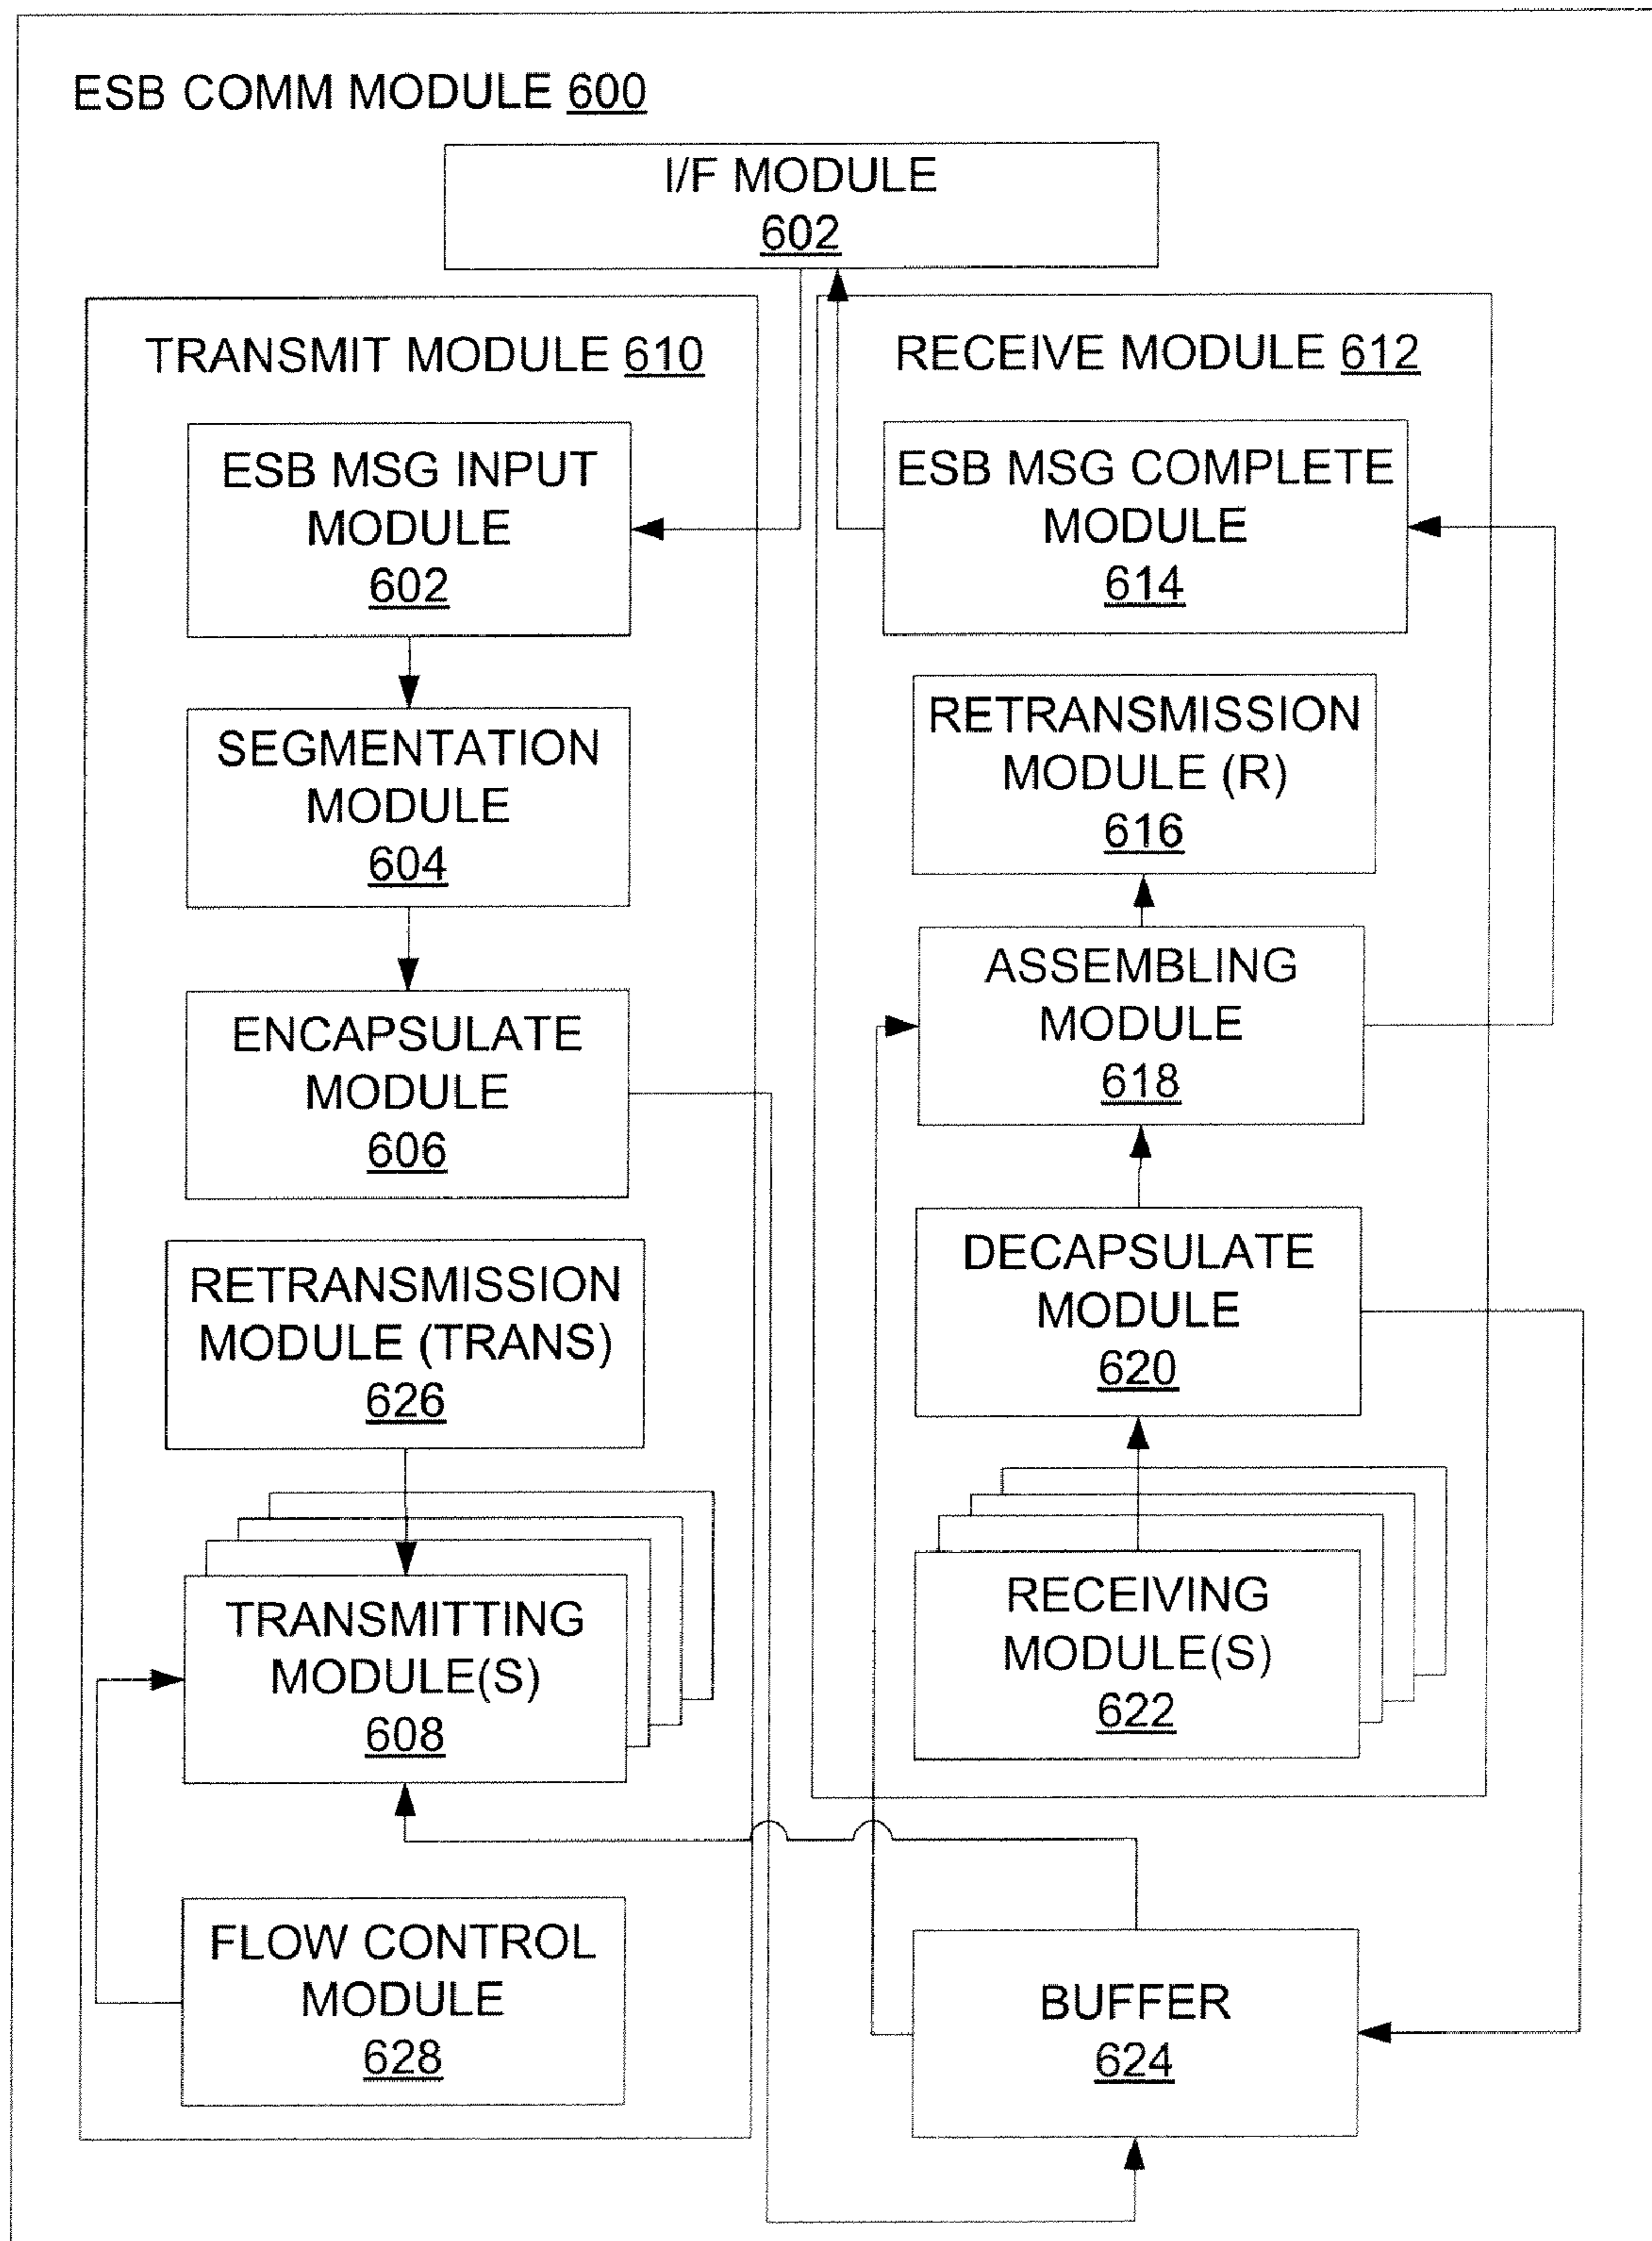 ESB COMM MODULE 600
I/F MODULE
602
TRANSMIT MODULE 610
ESB MSG INPUT
MODULE
602
SEGMENTATION
MODULE
604
ENCAPSULATE
MODULE
606
RETRANSMISSION
MODULE (TRANS)
626
TRANSMITTING
MODULE(S)
608
FLOW CONTROL
MODULE
628
RECEIVE MODULE 612
ESB MSG COMPLETE
MODULE
614
RETRANSMISSION
MODULE (R)
616
ASSEMBLING
MODULE
618
DECAPSULATE
MODULE
620
RECEIVING
MODULE(S)
622
BUFFER
624